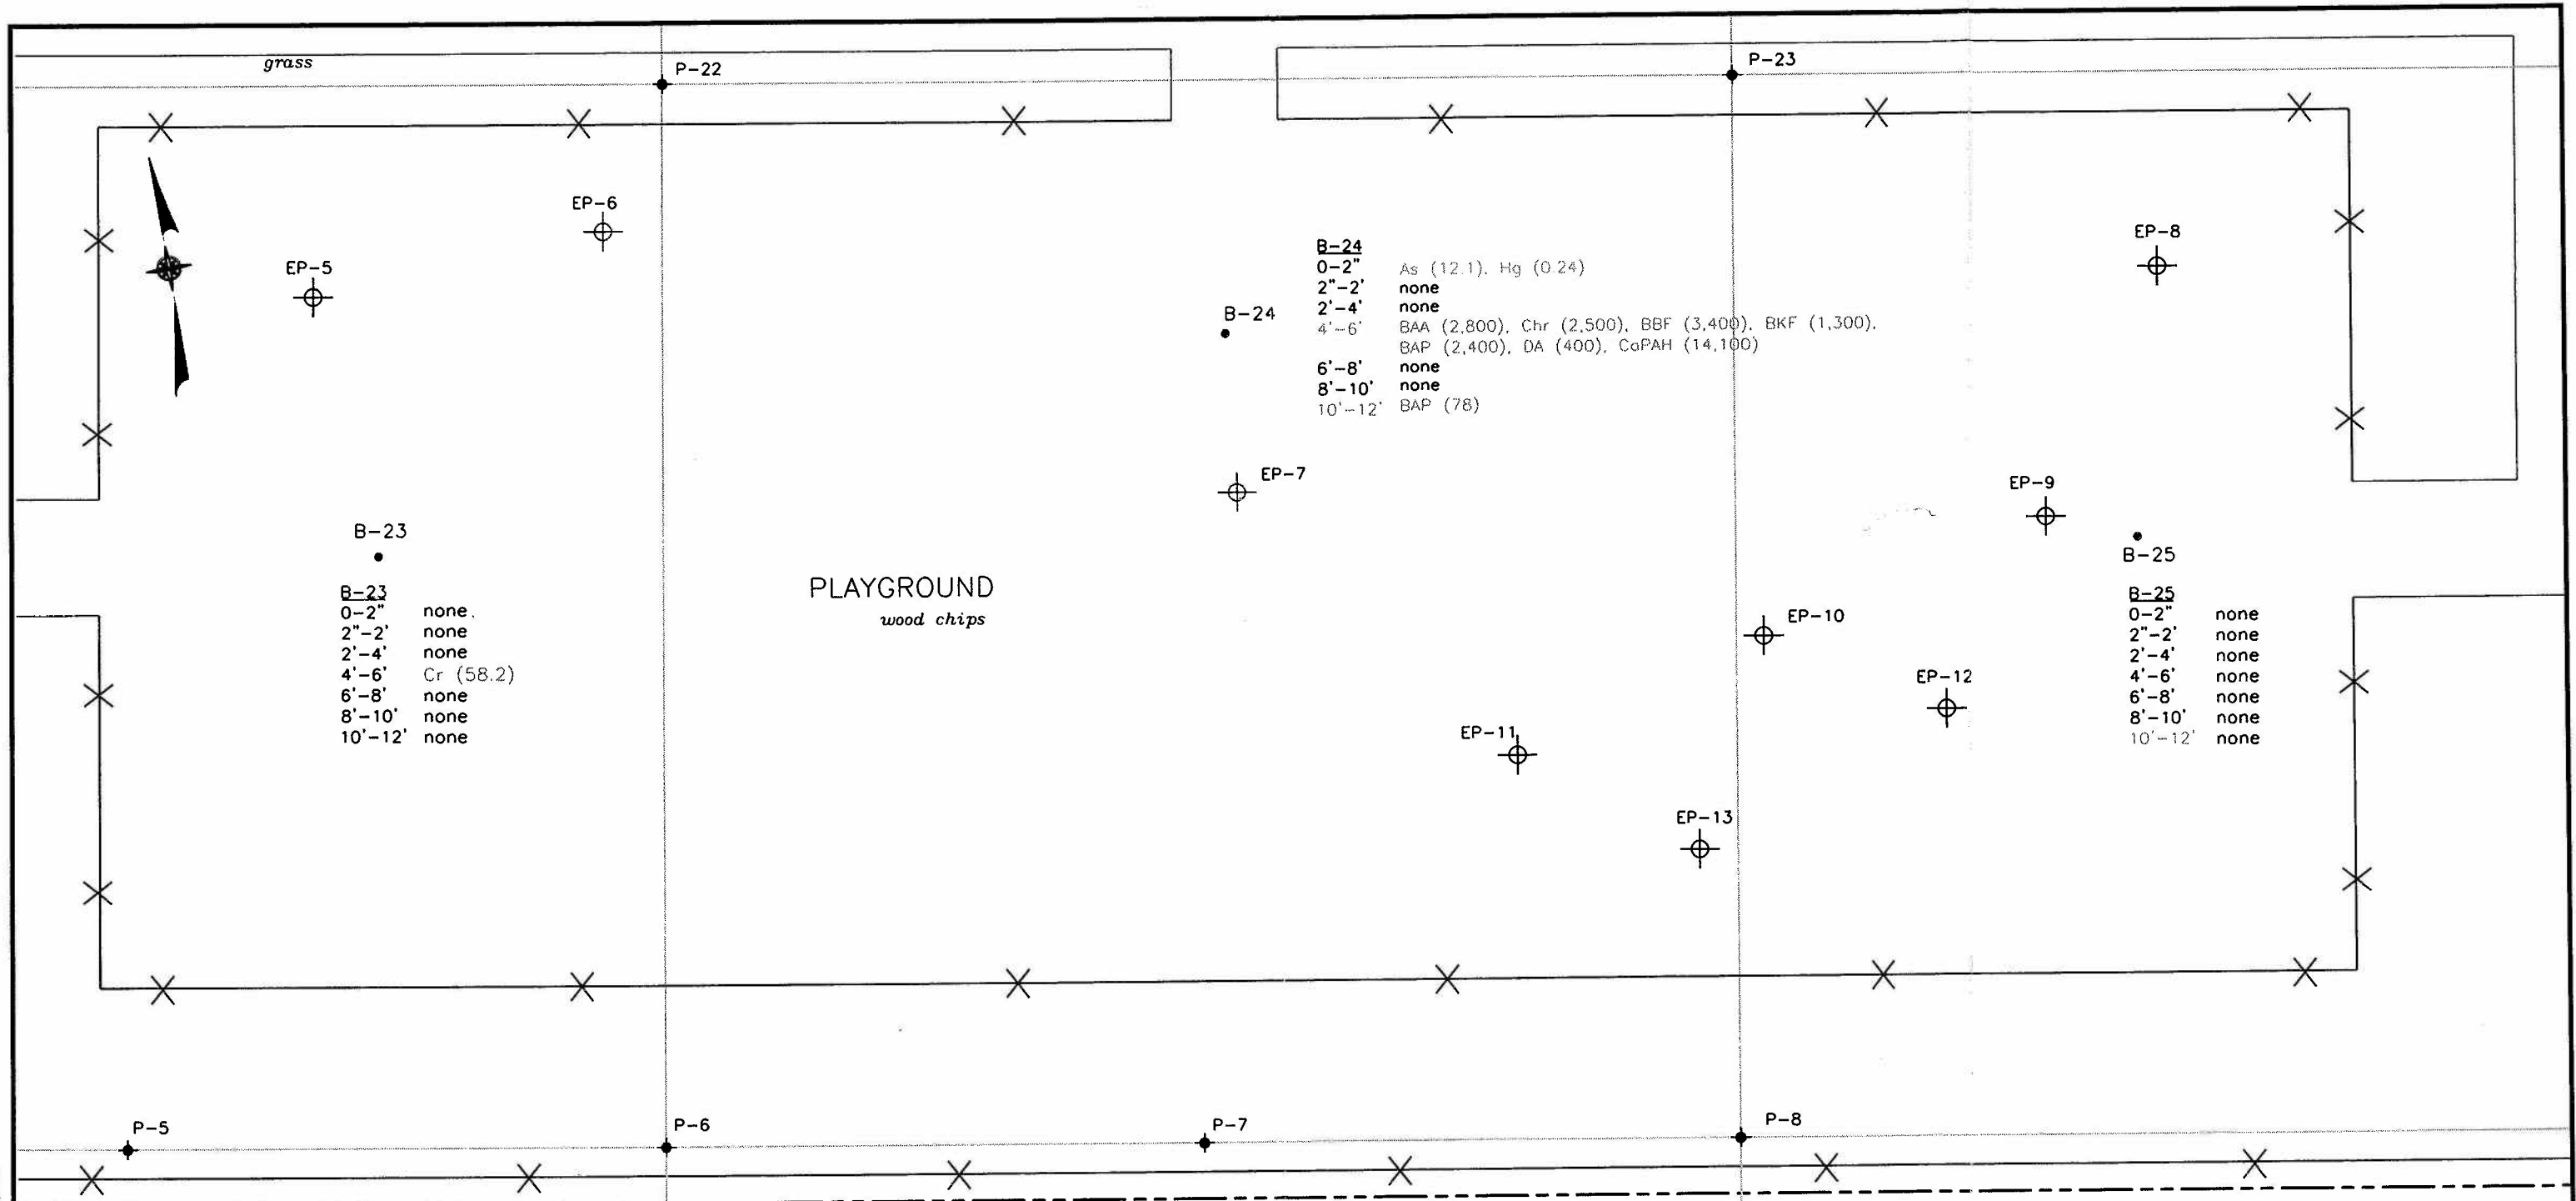 grass
P-22
P-23
EP-6
EP-5
EP-8
B-24
B-24
0-2" As (12.1), Hg (0.24)
2"-2' none
2'-4' none
4'-6' BAA (2,800), Chr (2,500), BBF (3,400), BKF (1,300),
BAP (2,400), DA (400), CaPAH (14,100)
6'-8' none
8'-10' none
10'-12' BAP (78)
EP-7
EP-9
B-23
B-23
0-2" none
2"-2' none
2'-4' none
4'-6' Cr (58.2)
6'-8' none
8'-10' none
10'-12' none
PLAYGROUND
wood chips
B-25
B-25
0-2" none
2"-2' none
2'-4' none
4'-6' none
6'-8' none
8'-10' none
10'-12' none
EP-10
EP-12
EP-11
EP-13
P-5
P-6
P-7
P-8